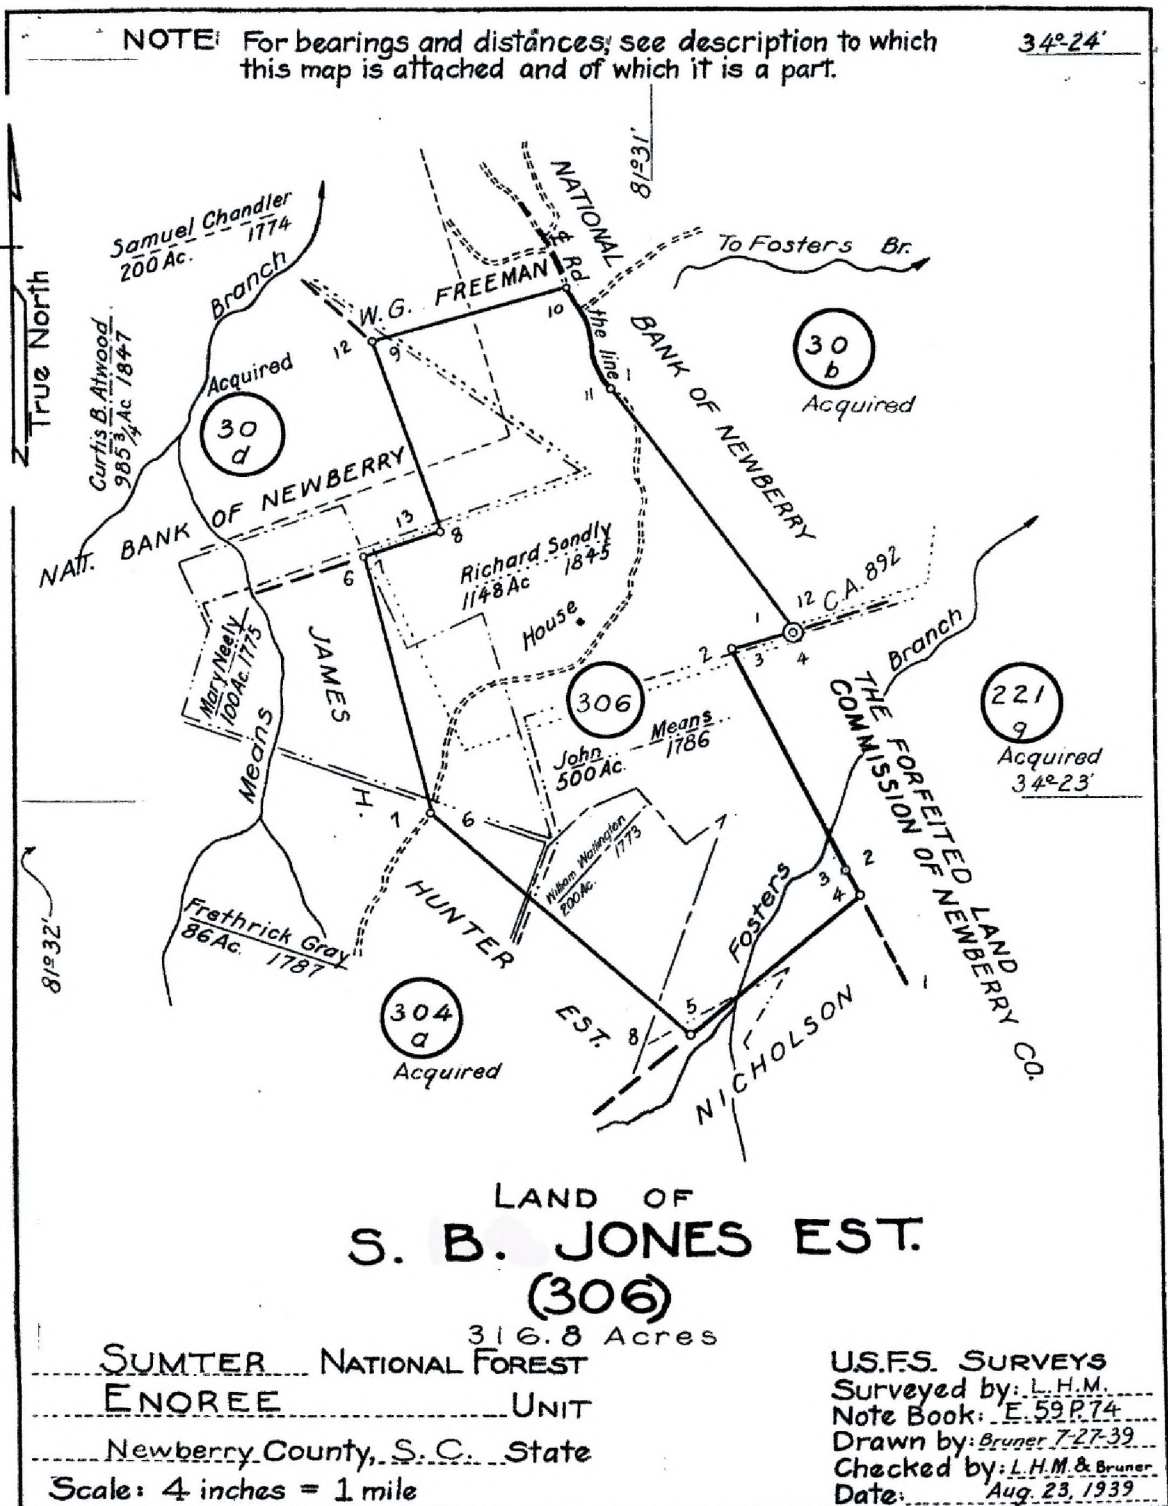 NOTE: For bearings and distances; see description to which
this map is attached and of which it is a part.
34°-24'
81°31'
True North
Samuel Chandler
200 Ac. 1774
Branch
Curtis B. Atwood
985 3/4 Ac 1847
Acquired
30
d
NATIONAL
BANK OF NEWBERRY
Rd
the line
W.G. FREEMAN
To Fosters Br.
30
b
Acquired
12
9
10
11
1
NAT. BANK OF NEWBERRY
13
8
6
Richard Sondly
1148 Ac 1845
House
Mary Neely
100 Ac. 1775
JAMES
H.
HUNTER
EST.
Means
306
1
12
C.A. 892
2
3
4
Branch
John Means
500 Ac. 1786
THE FORFEITED LAND
COMMISSION OF NEWBERRY CO.
221
g
Acquired
34°-23'
1
6
William Wallington
200 Ac. 1773
2
3
4
1
Fosters
81°32'
Frethrick Gray
86 Ac. 1787
304
a
Acquired
5
8
NICHOLSON
LAND OF
S. B. JONES EST.
(306)
316.8 Acres
SUMTER NATIONAL FOREST
ENOREE UNIT
Newberry County, S.C. State
Scale: 4 inches = 1 mile
U.S.F.S. SURVEYS
Surveyed by: L.H.M.
Note Book: E.59 P.74
Drawn by: Bruner 7-27-39
Checked by: L.H.M. & Bruner
Date: Aug. 23, 1939